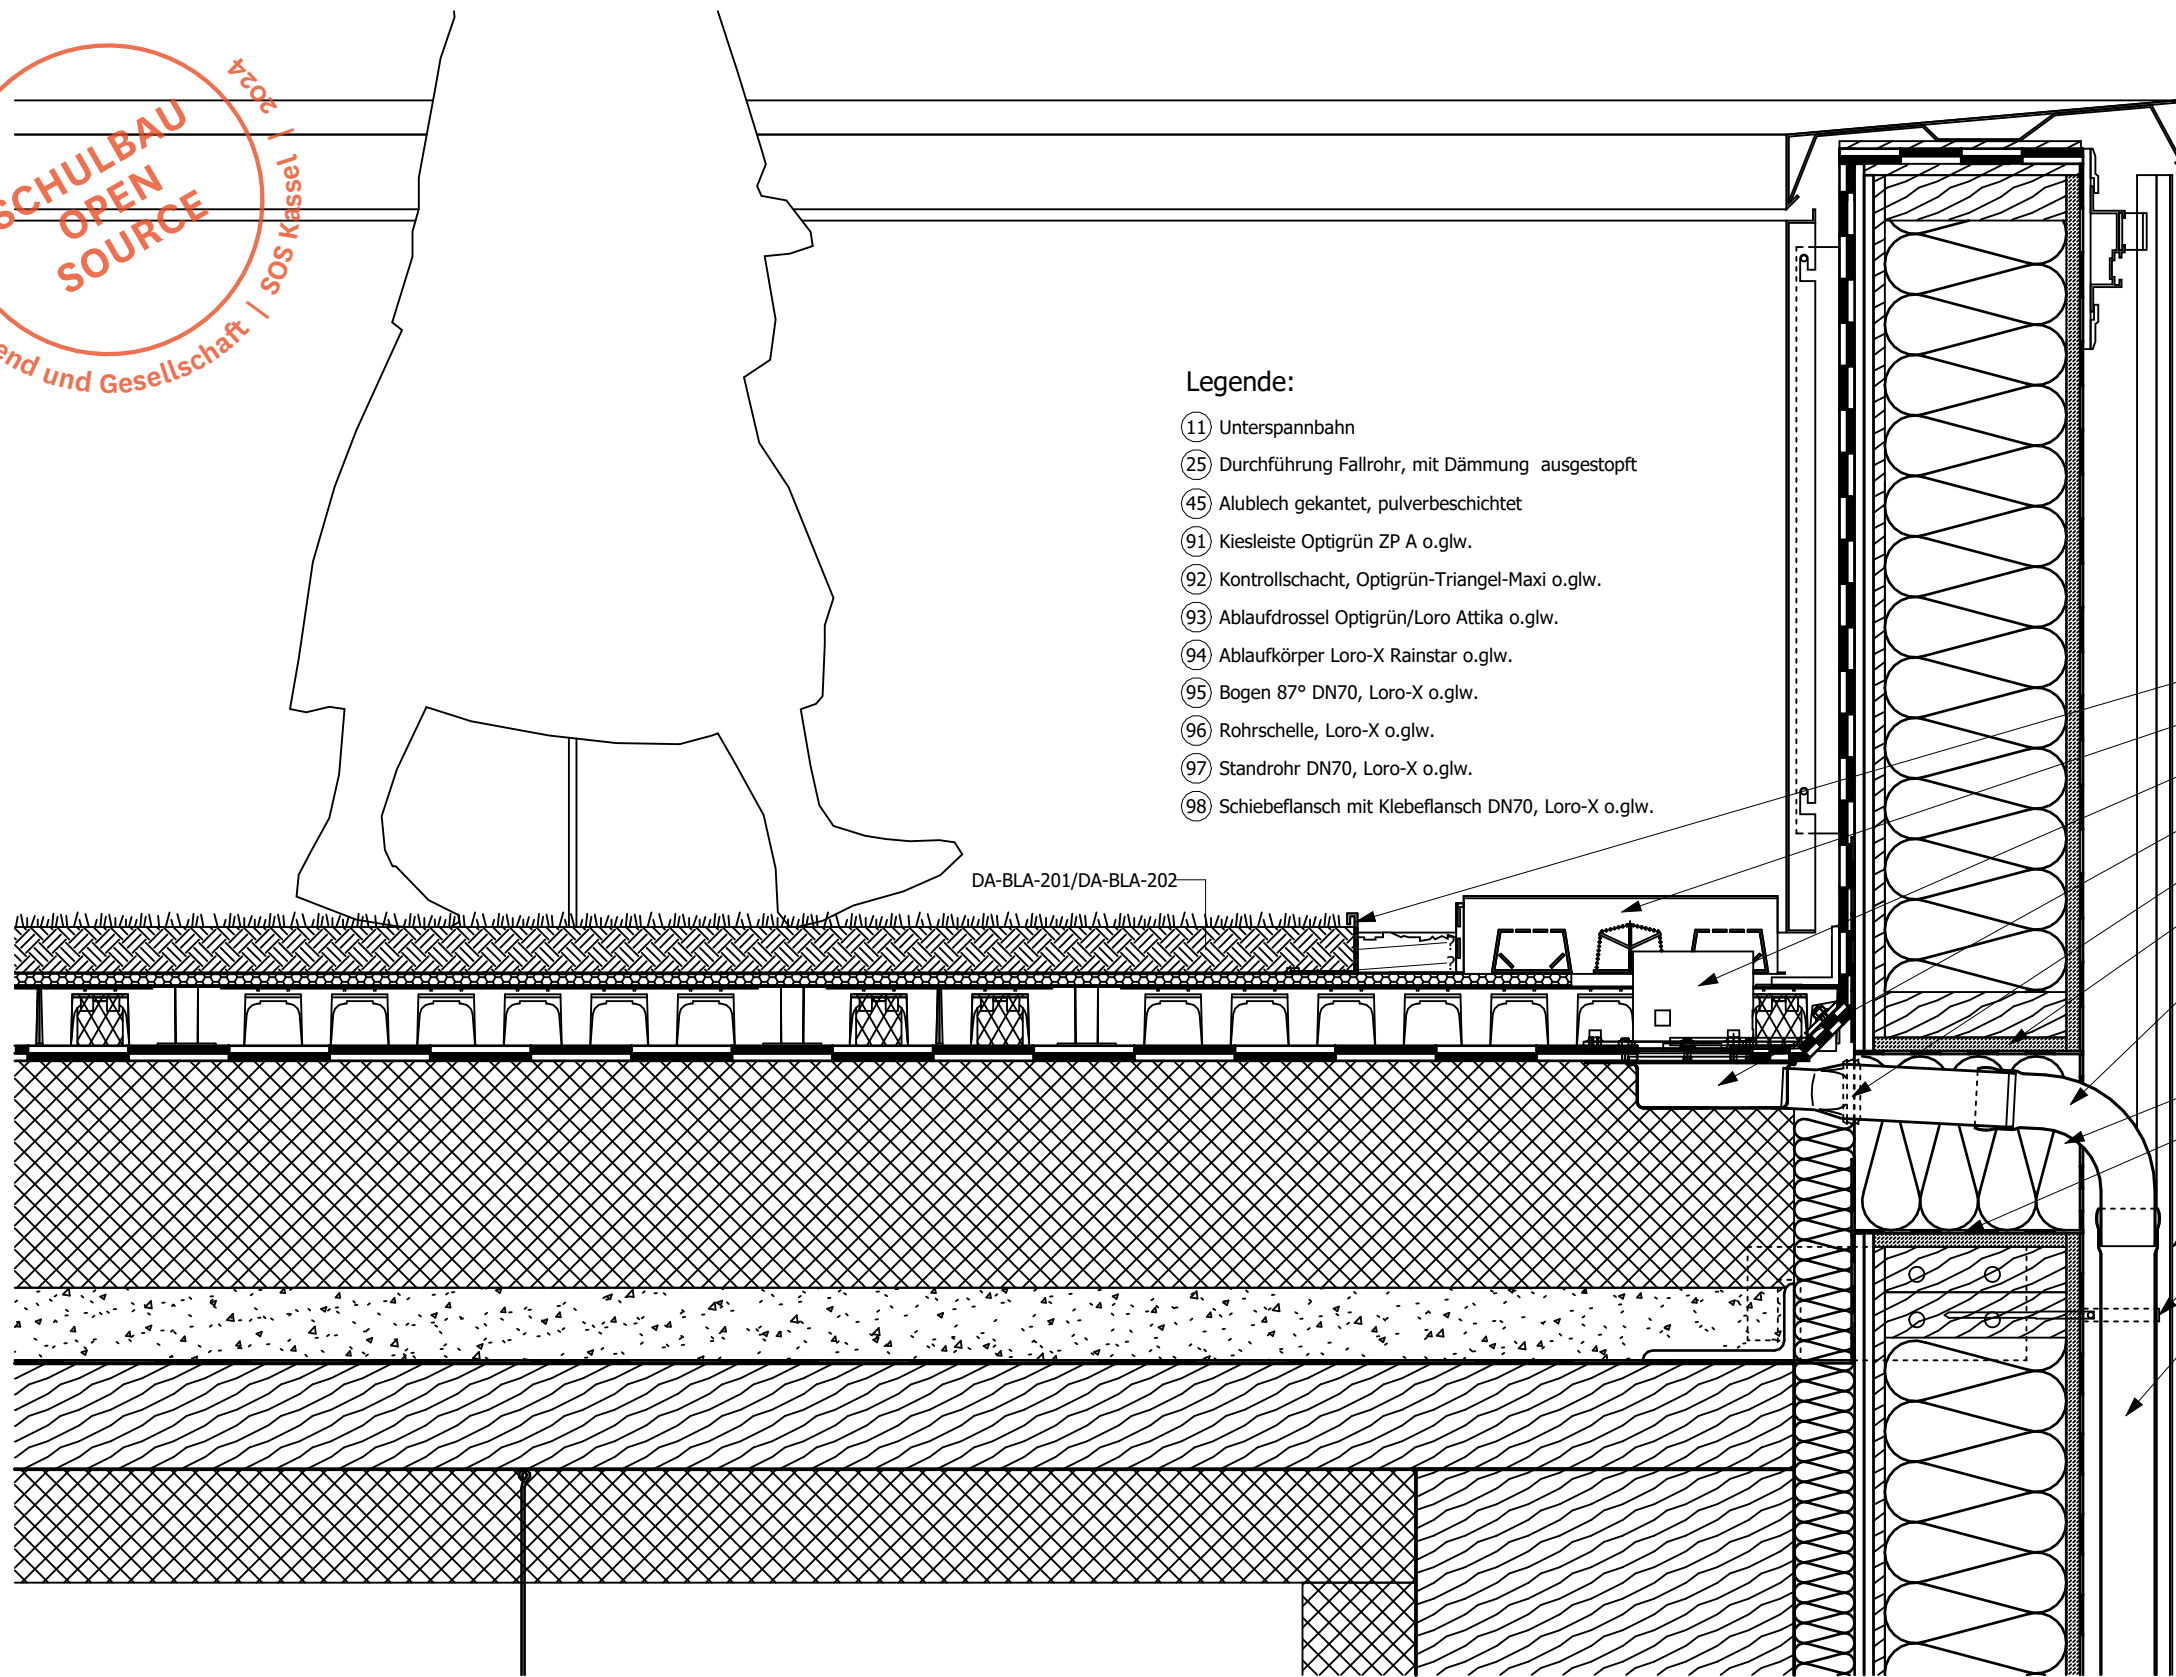 SCHULBAU
OPEN
SOURCE
end und Gesellschaft | SOS Kassel | 2024
Legende:
11 Unterspannbahn
25 Durchführung Fallrohr, mit Dämmung ausgestopft
45 Alublech gekantet, pulverbeschichtet
91 Kiesleiste Optigrün ZP A o.glw.
92 Kontrollschacht, Optigrün-Triangel-Maxi o.glw.
93 Ablaufdrossel Optigrün/Loro Attika o.glw.
94 Ablaufkörper Loro-X Rainstar o.glw.
95 Bogen 87° DN70, Loro-X o.glw.
96 Rohrschelle, Loro-X o.glw.
97 Standrohr DN70, Loro-X o.glw.
98 Schiebeflansch mit Klebeflansch DN70, Loro-X o.glw.
DA-BLA-201/DA-BLA-202
?
?